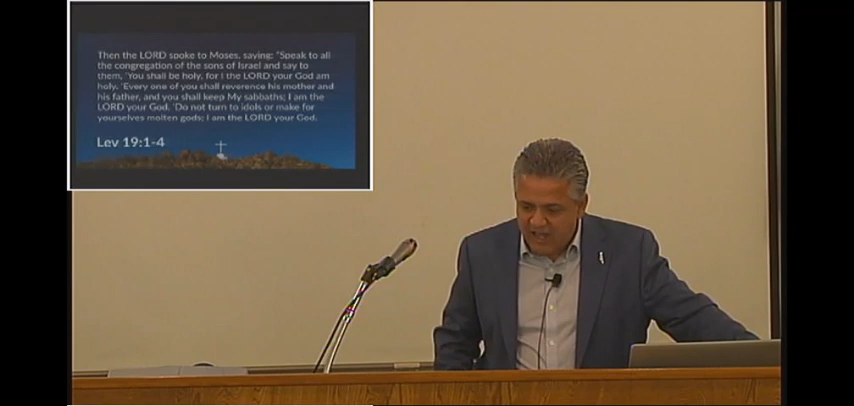 Then the LORD spoke to Moses, saying: "Speak to all
the congregation of the sons of Israel and say to
them, 'You shall be holy, for I the LORD your God am
holy. 'Every one of you shall reverence his mother and
his father, and you shall keep My sabbaths; I am the
LORD your God. 'Do not turn to idols or make for
yourselves molten gods; I am the LORD your God.
Lev 19:1-4